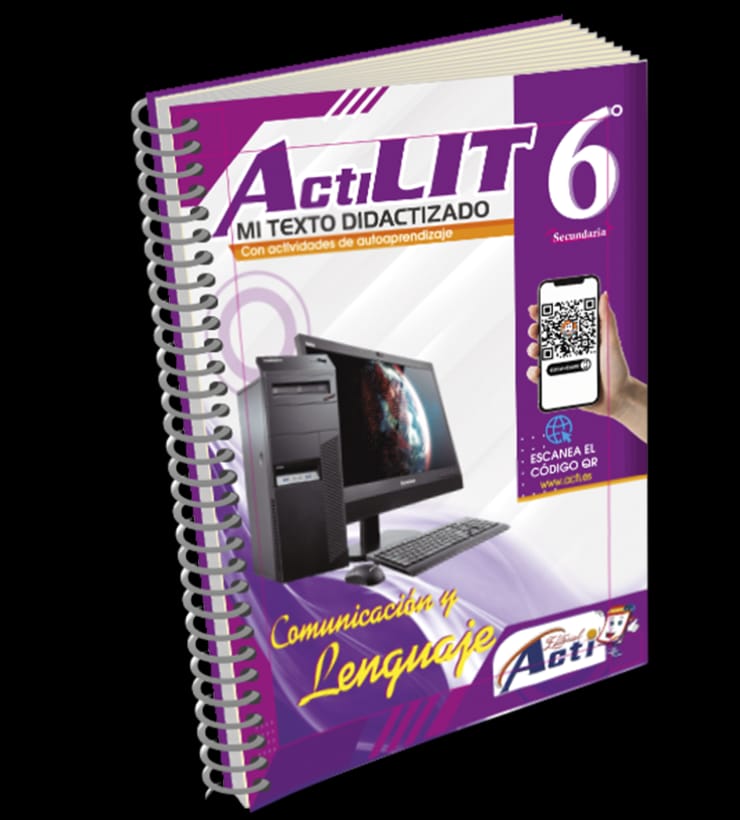 ActiLIT
6°
MI TEXTO DIDACTIZADO
Secundaria
Con actividades de autoaprendizaje
ESCANEA EL
CÓDIGO QR
www.acti.es
Comunicación y
Lenguaje
Editorial
Acti